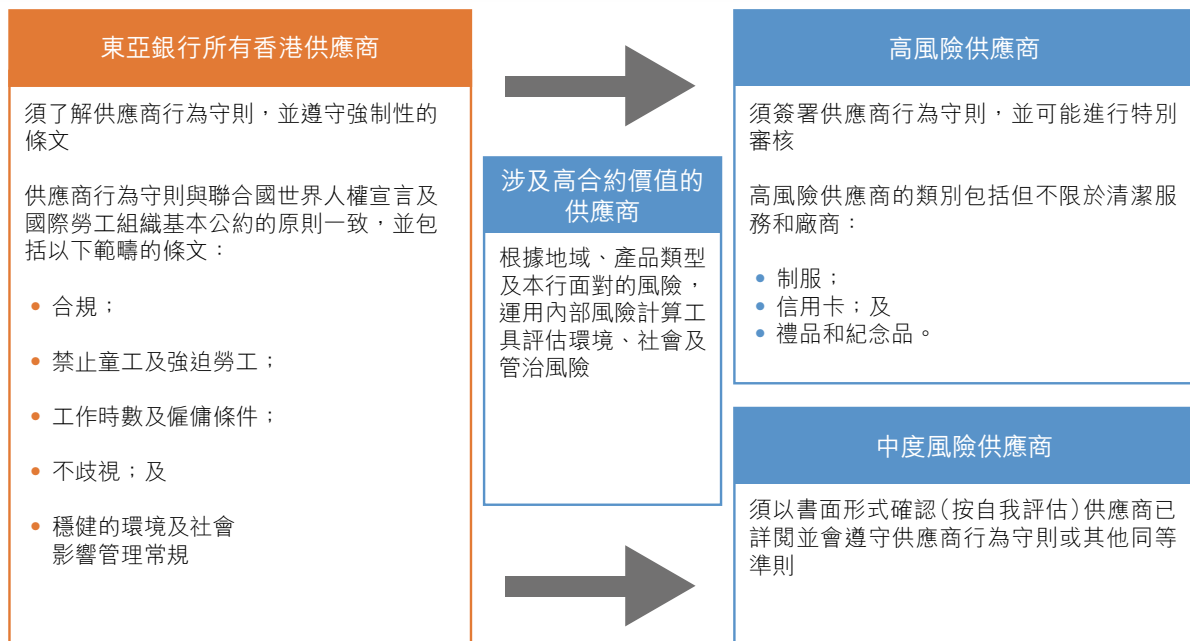 東亞銀行所有香港供應商
須了解供應商行為守則，並遵守強制性的
條文
供應商行為守則與聯合國世界人權宣言及
國際勞工組織基本公約的原則一致，並包
括以下範疇的條文：
• 合規；
• 禁止童工及強迫勞工；
• 工作時數及僱傭條件；
• 不歧視；及
• 穩健的環境及社會
影響管理常規
涉及高合約價值的
供應商
根據地域、產品類型
及本行面對的風險，
運用內部風險計算工
具評估環境、社會及
管治風險
高風險供應商
須簽署供應商行為守則，並可能進行特別
審核
高風險供應商的類別包括但不限於清潔服
務和廠商：
• 制服；
• 信用卡；及
• 禮品和紀念品。
中度風險供應商
須以書面形式確認（按自我評估）供應商已
詳閱並會遵守供應商行為守則或其他同等
準則